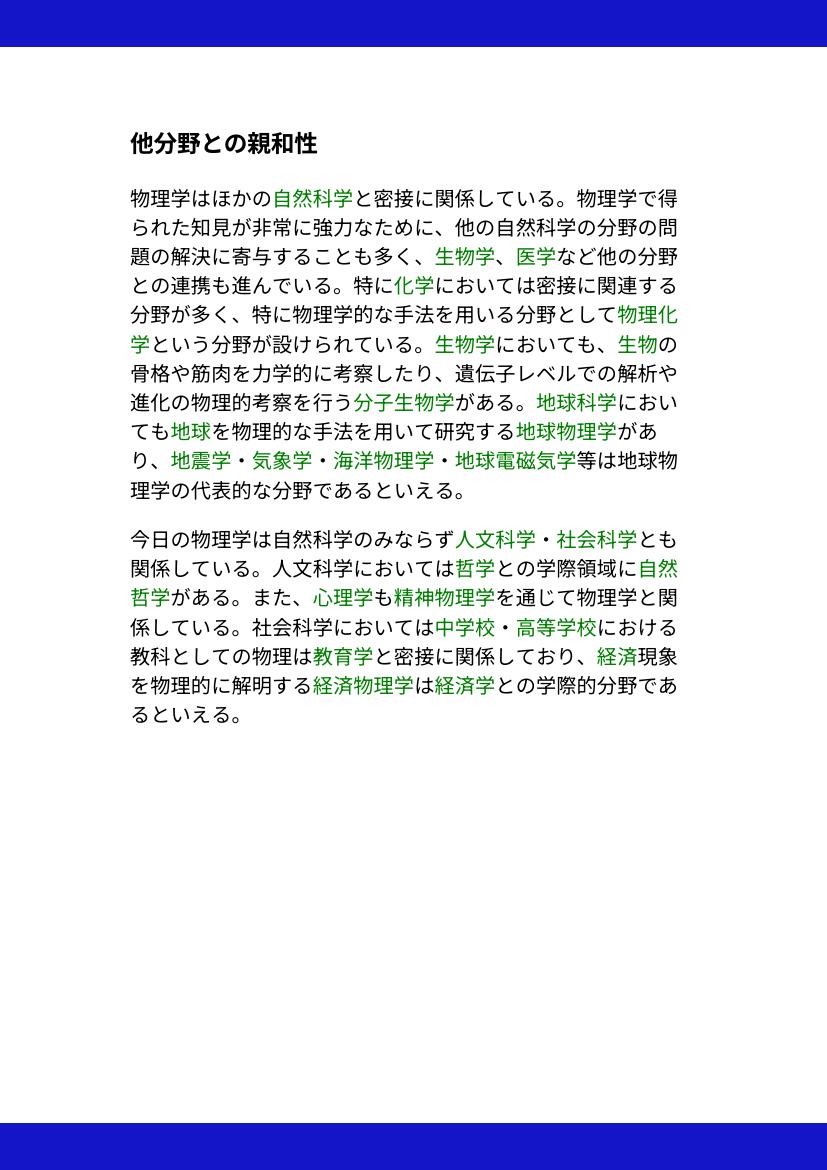 他分野との親和性
物理学はほかの自然科学と密接に関係している。物理学で得
られた知見が非常に強力なために、他の自然科学の分野の問
題の解決に寄与することも多く、生物学、医学など他の分野
との連携も進んでいる。特に化学においては密接に関連する
分野が多く、特に物理学的な手法を用いる分野として物理化
学という分野が設けられている。生物学においても、生物の
骨格や筋肉を力学的に考察したり、遺伝子レベルでの解析や
進化の物理的考察を行う分子生物学がある。地球科学におい
ても地球を物理的な手法を用いて研究する地球物理学があ
り、地震学・気象学・海洋物理学・地球電磁気学等は地球物
理学の代表的な分野であるといえる。
今日の物理学は自然科学のみならず人文科学・社会科学とも
関係している。人文科学においては哲学との学際領域に自然
哲学がある。また、心理学も精神物理学を通じて物理学と関
係している。社会科学においては中学校・高等学校における
教科としての物理は教育学と密接に関係しており、経済現象
を物理的に解明する経済物理学は経済学との学際的分野であ
るといえる。